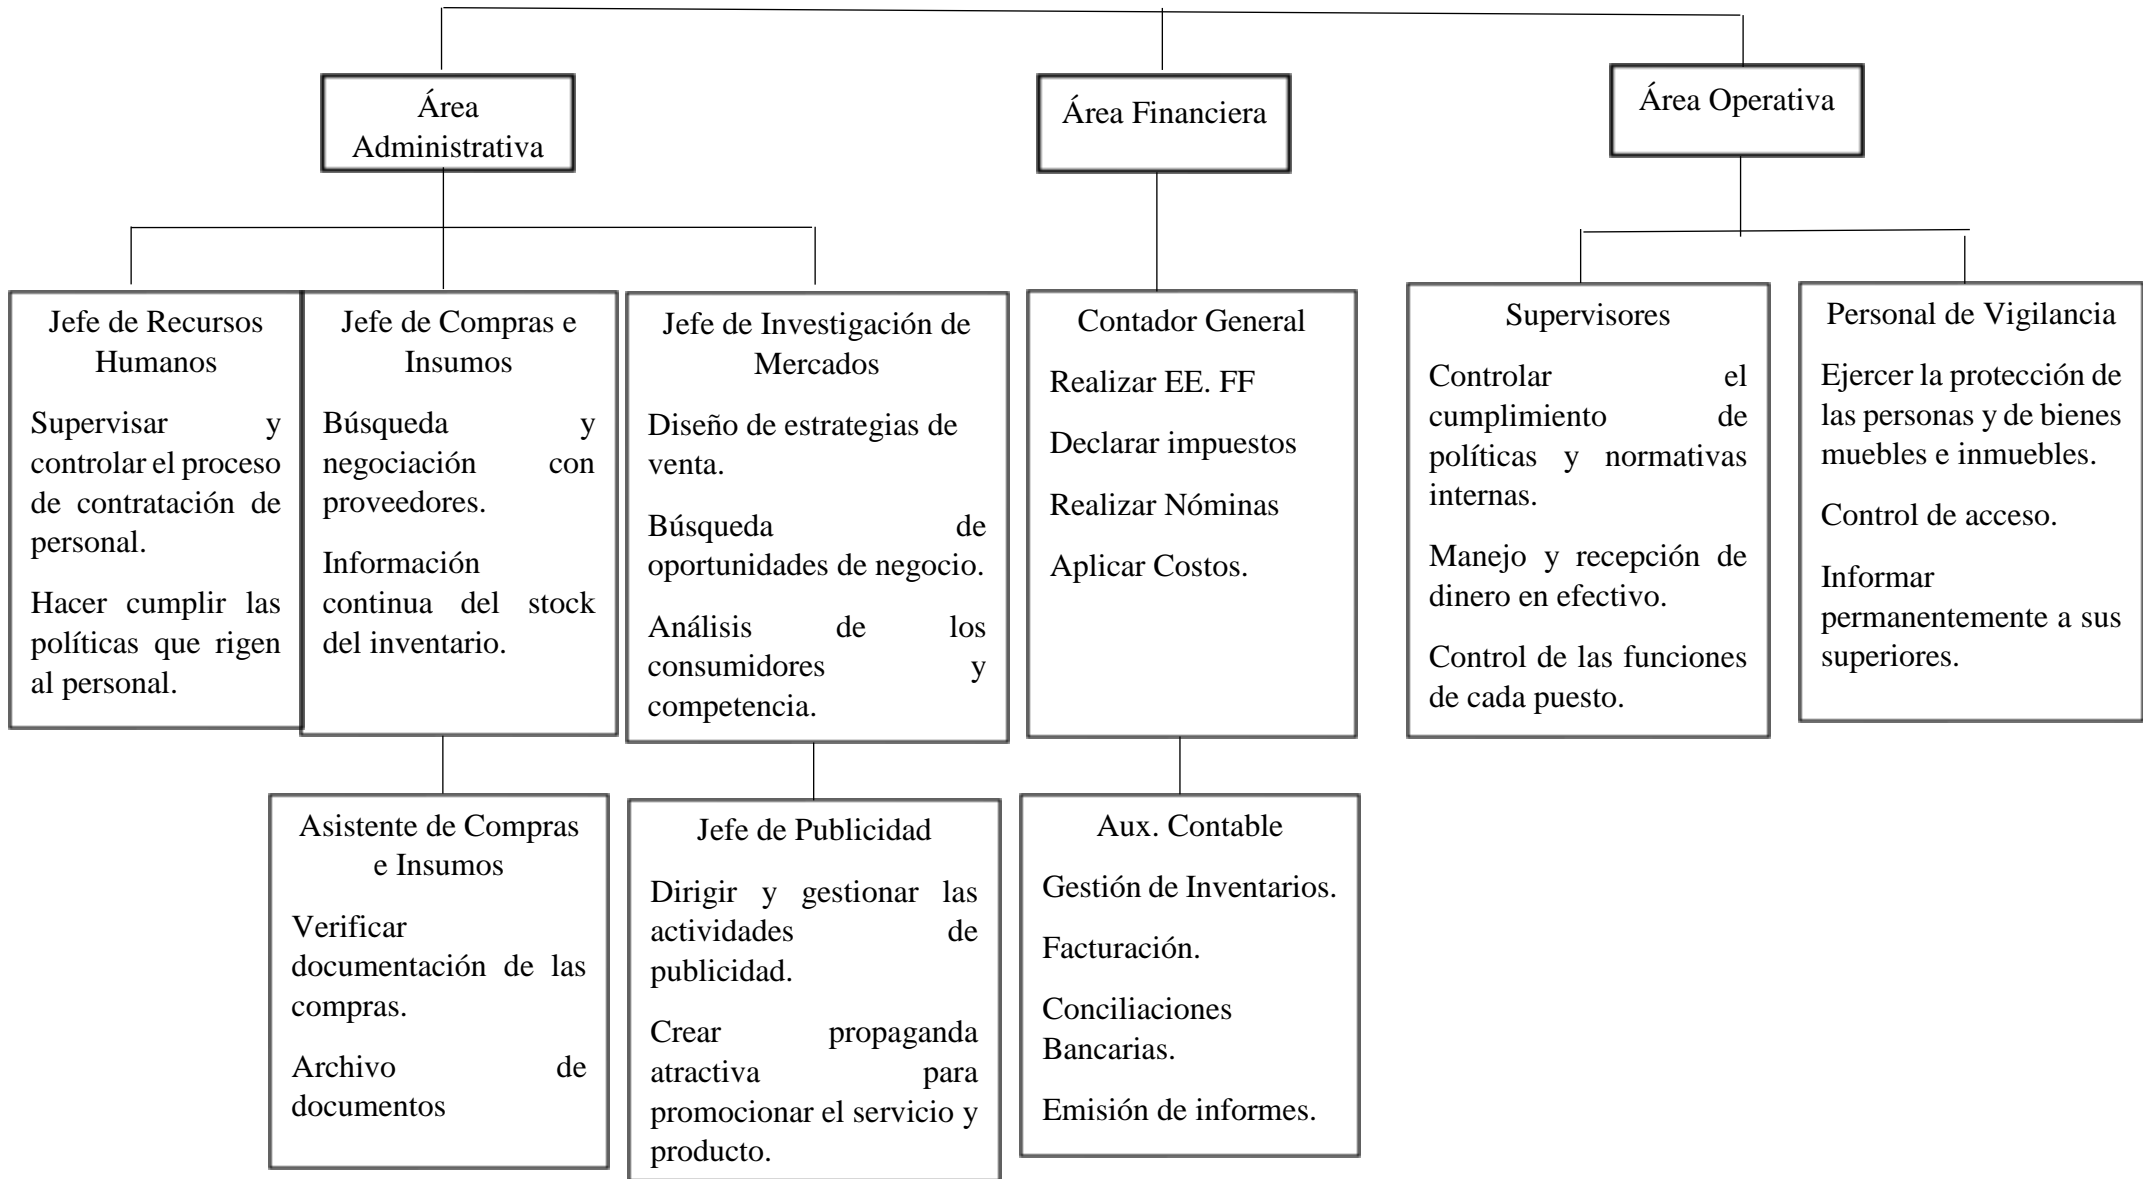 Área
Administrativa
Área Financiera
Área Operativa
Jefe de Recursos
Humanos
Supervisar y
controlar el proceso
de contratación de
personal.
Hacer cumplir las
políticas que rigen
al personal.
Jefe de Compras e
Insumos
Búsqueda y
negociación con
proveedores.
Información
continua del stock
del inventario.
Jefe de Investigación de
Mercados
Diseño de estrategias de
venta.
Búsqueda de
oportunidades de negocio.
Análisis de los
consumidores y
competencia.
Contador General
Realizar EE. FF
Declarar impuestos
Realizar Nóminas
Aplicar Costos.
Supervisores
Controlar el
cumplimiento de
políticas y normativas
internas.
Manejo y recepción de
dinero en efectivo.
Control de las funciones
de cada puesto.
Personal de Vigilancia
Ejercer la protección de
las personas y de bienes
muebles e inmuebles.
Control de acceso.
Informar
permanentemente a sus
superiores.
Asistente de Compras
e Insumos
Verificar
documentación de las
compras.
Archivo de
documentos
Jefe de Publicidad
Dirigir y gestionar las
actividades de
publicidad.
Crear propaganda
atractiva para
promocionar el servicio y
producto.
Aux. Contable
Gestión de Inventarios.
Facturación.
Conciliaciones
Bancarias.
Emisión de informes.